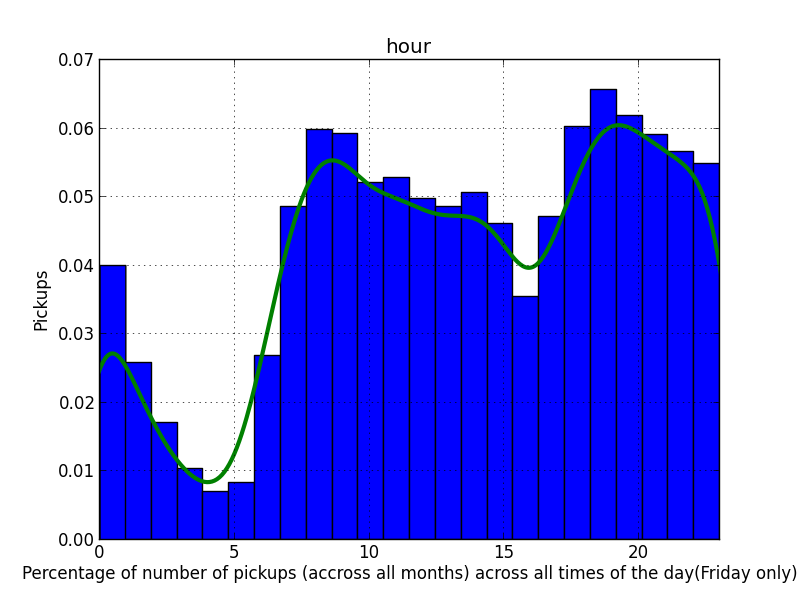 hour
0.07
0.06
0.05
0.04
0.03
0.02
0.01
0.00
Pickups
0 5 10 15 20
Percentage of number of pickups (accross all months) across all times of the day(Friday only)